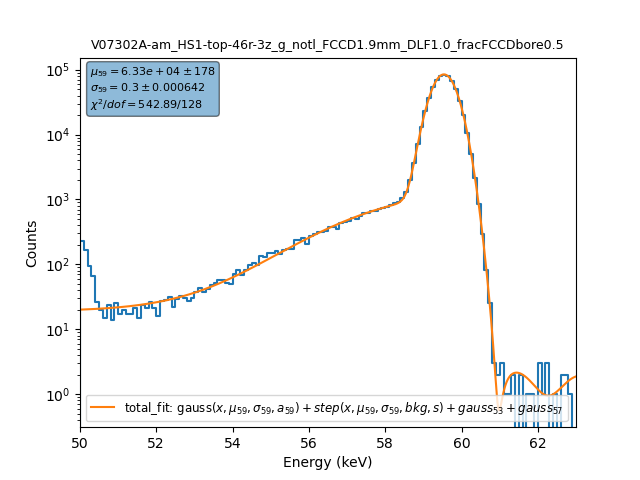 V07302A-am_HS1-top-46r-3z_g_notl_FCCD1.9mm_DLF1.0_fracFCCDbore0.5
μ₅₉ = 6.33e + 04 ± 178
σ₅₉ = 0.3 ± 0.000642
χ²/dof = 542.89/128
10⁵
10⁴
10³
10²
10¹
10⁰
Counts
total_fit: gauss(x, μ₅₉, σ₅₉, a₅₉) + step(x, μ₅₉, σ₅₉, bkg, s) + gauss₅₃ + gauss₅₇
50 52 54 56 58 60 62
Energy (keV)